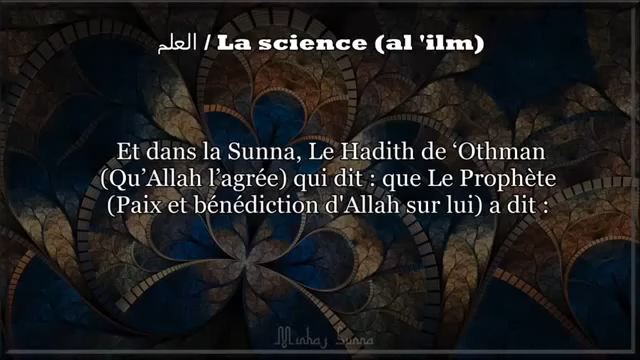 العلم / La science (al 'ilm)
Et dans la Sunna, Le Hadith de ‘Othman
(Qu’Allah l’agrée) qui dit : que Le Prophète
(Paix et bénédiction d'Allah sur lui) a dit :
Minhaj Sunna